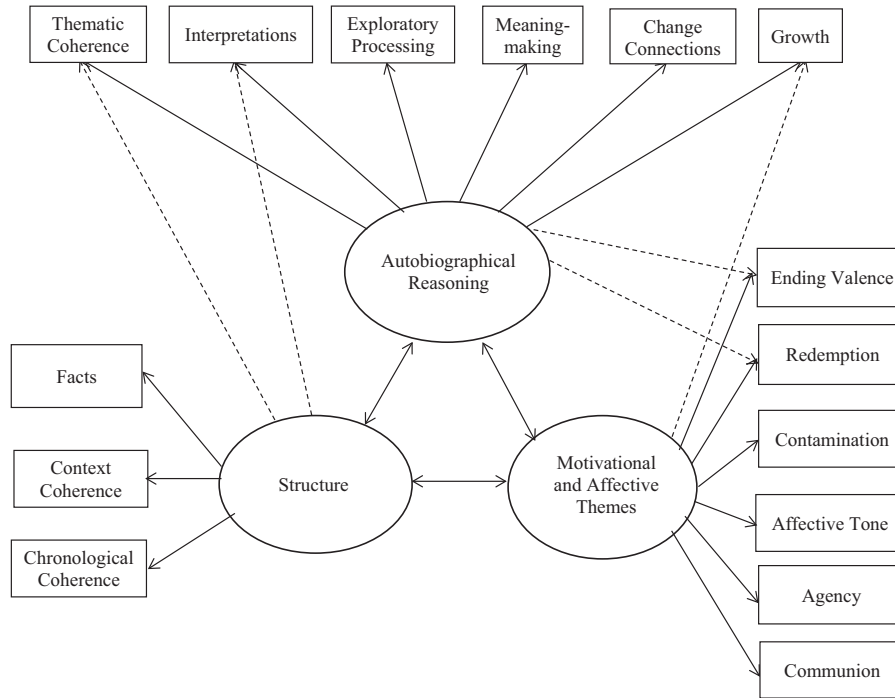 Thematic
Coherence
Interpretations
Exploratory
Processing
Meaning-
making
Change
Connections
Growth
Autobiographical
Reasoning
Ending Valence
Redemption
Facts
Contamination
Context
Coherence
Structure
Motivational
and Affective
Themes
Affective Tone
Chronological
Coherence
Agency
Communion